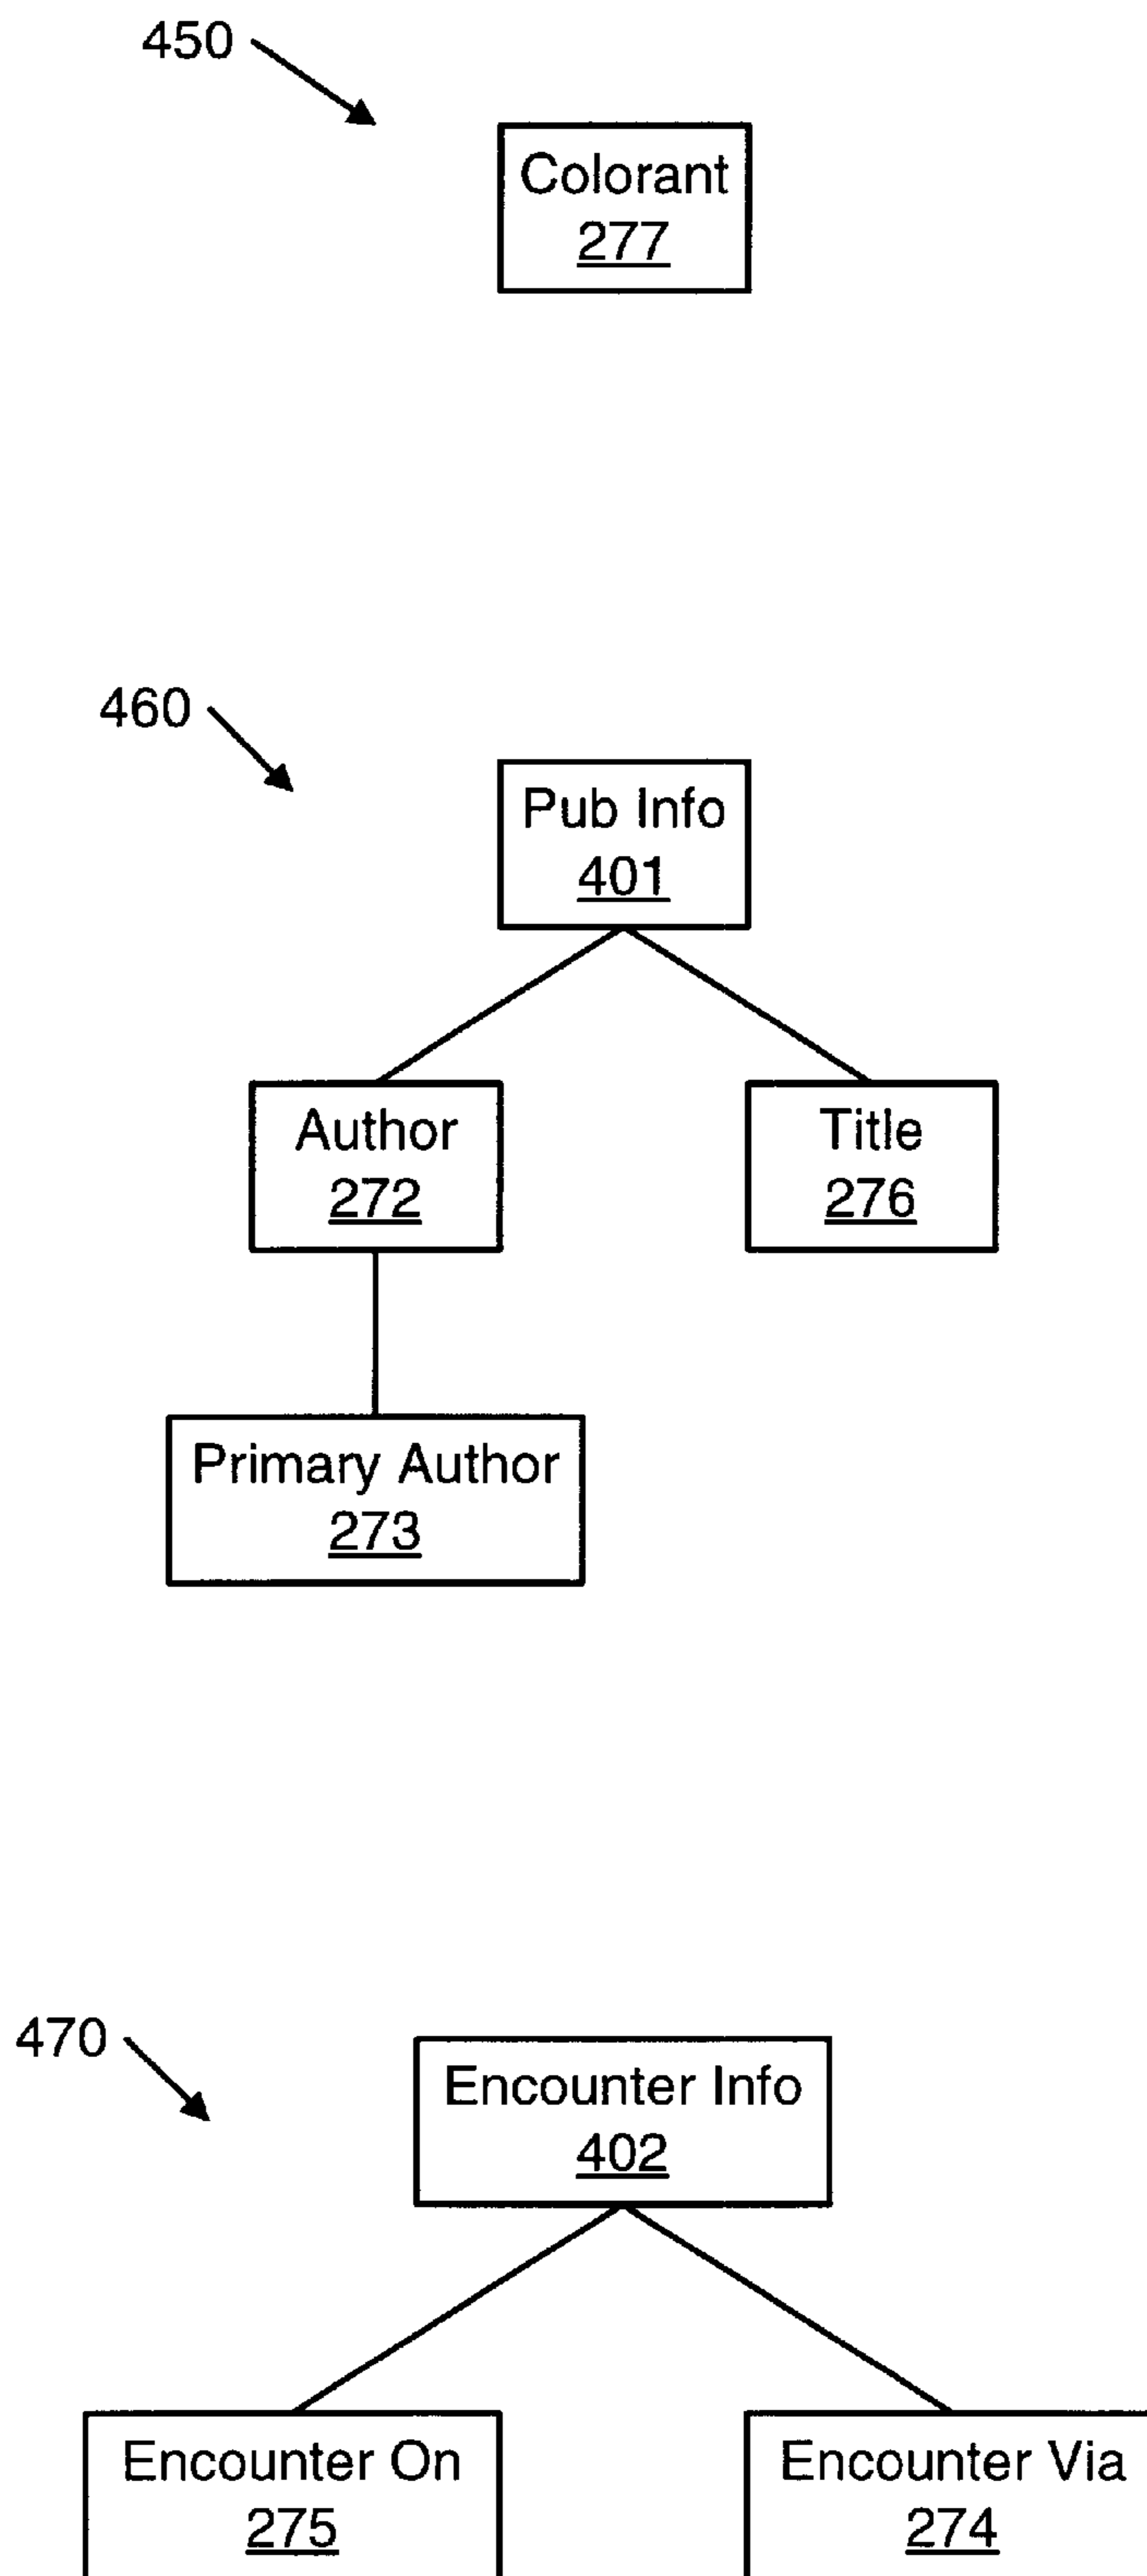 450
Colorant
277
460
Pub Info
401
Author
272
Title
276
Primary Author
273
470
Encounter Info
402
Encounter On
275
Encounter Via
274